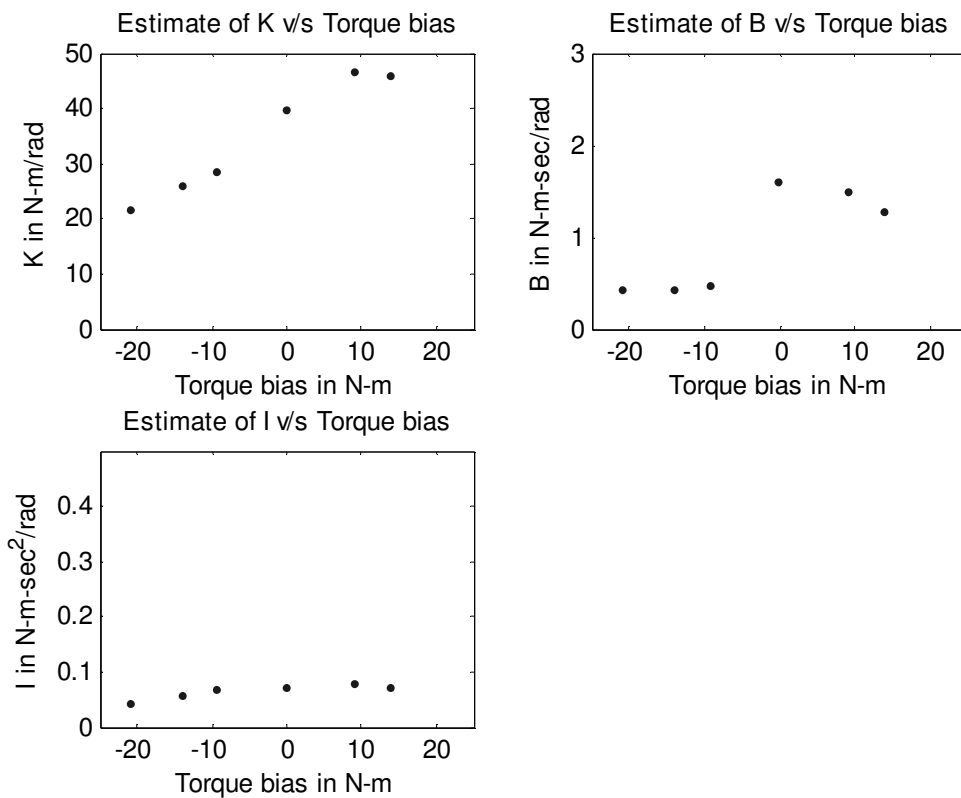 Estimate of K v/s Torque bias
50
40
30
20
10
0
K in N-m/rad
-20 -10 0 10 20
Torque bias in N-m
Estimate of B v/s Torque bias
3
2
1
0
B in N-m-sec/rad
-20 -10 0 10 20
Torque bias in N-m
Estimate of I v/s Torque bias
0.4
0.3
0.2
0.1
0
I in N-m-sec²/rad
-20 -10 0 10 20
Torque bias in N-m